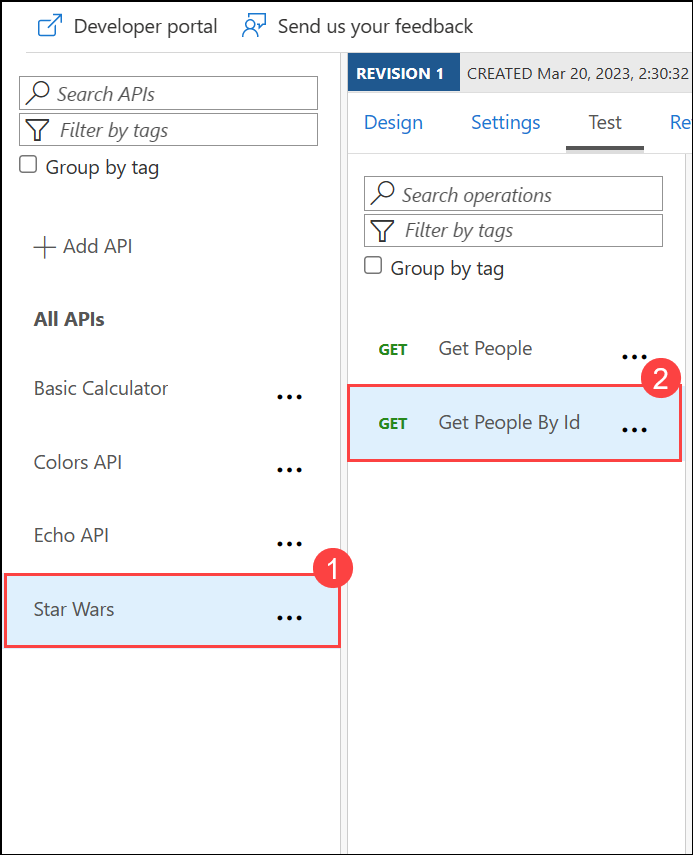 Developer portal
Send us your feedback
Search APIs
Filter by tags
Group by tag
Add API
All APIs
Basic Calculator
Colors API
Echo API
1
Star Wars
REVISION 1
CREATED Mar 20, 2023, 2:30:32
Design
Settings
Test
Re
Search operations
Filter by tags
Group by tag
GET Get People
2
GET Get People By Id